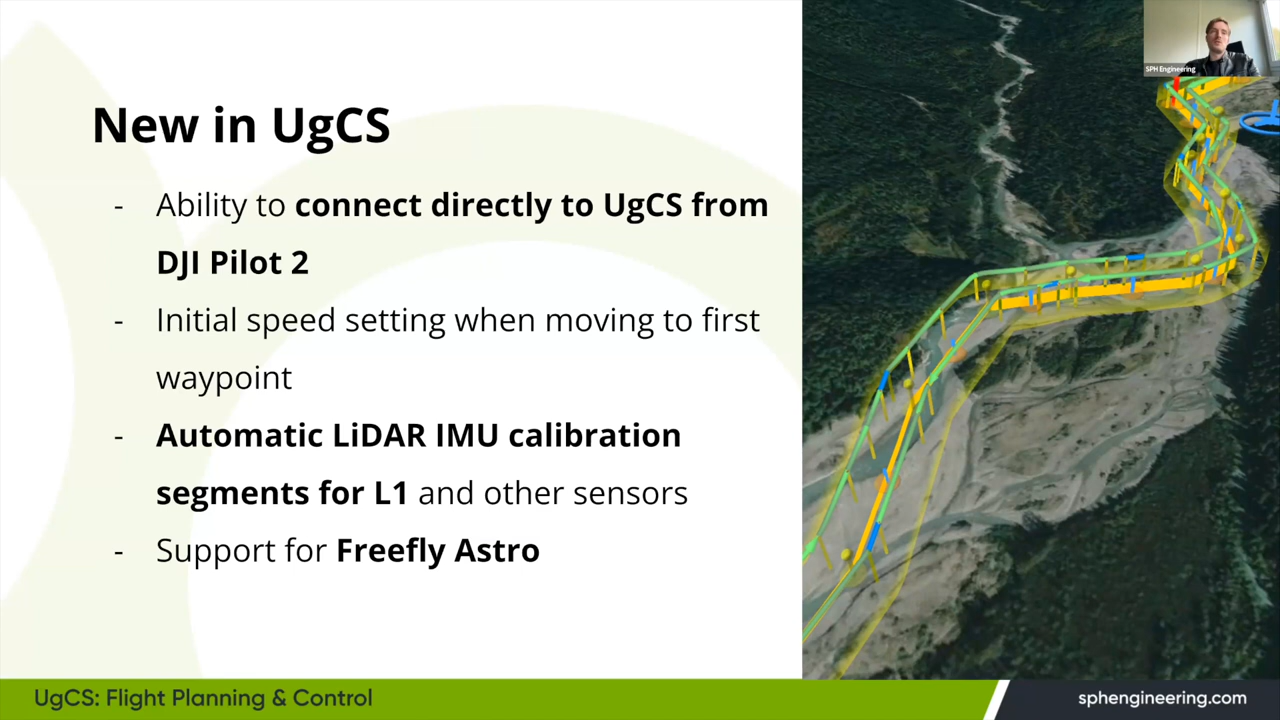 SPH Engineering
New in UgCS
- Ability to connect directly to UgCS from
DJI Pilot 2
- Initial speed setting when moving to first
waypoint
- Automatic LiDAR IMU calibration
segments for L1 and other sensors
- Support for Freefly Astro
UgCS: Flight Planning & Control
sphengineering.com